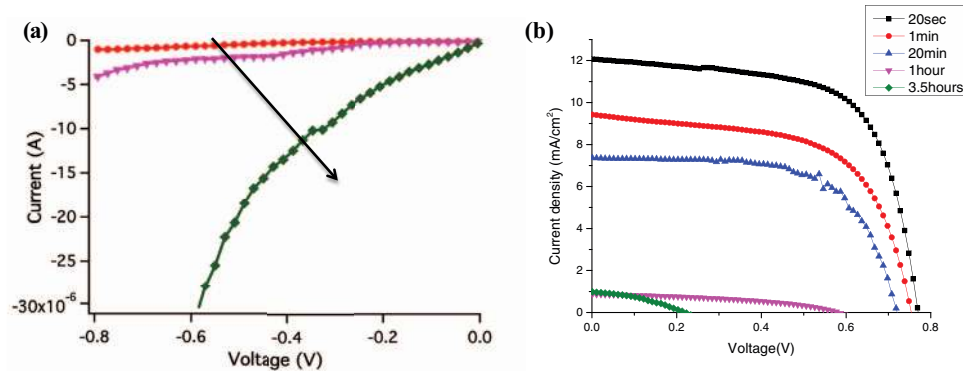 (a)
0
-5
-10
-15
-20
-25
-30x10⁻⁶
Current (A)
-0.8
-0.6
-0.4
-0.2
0.0
Voltage (V)
(b)
20sec
1min
20min
1hour
3.5hours
12
10
8
6
4
2
0
Current density (mA/cm²)
0.0
0.2
0.4
0.6
0.8
Voltage(V)